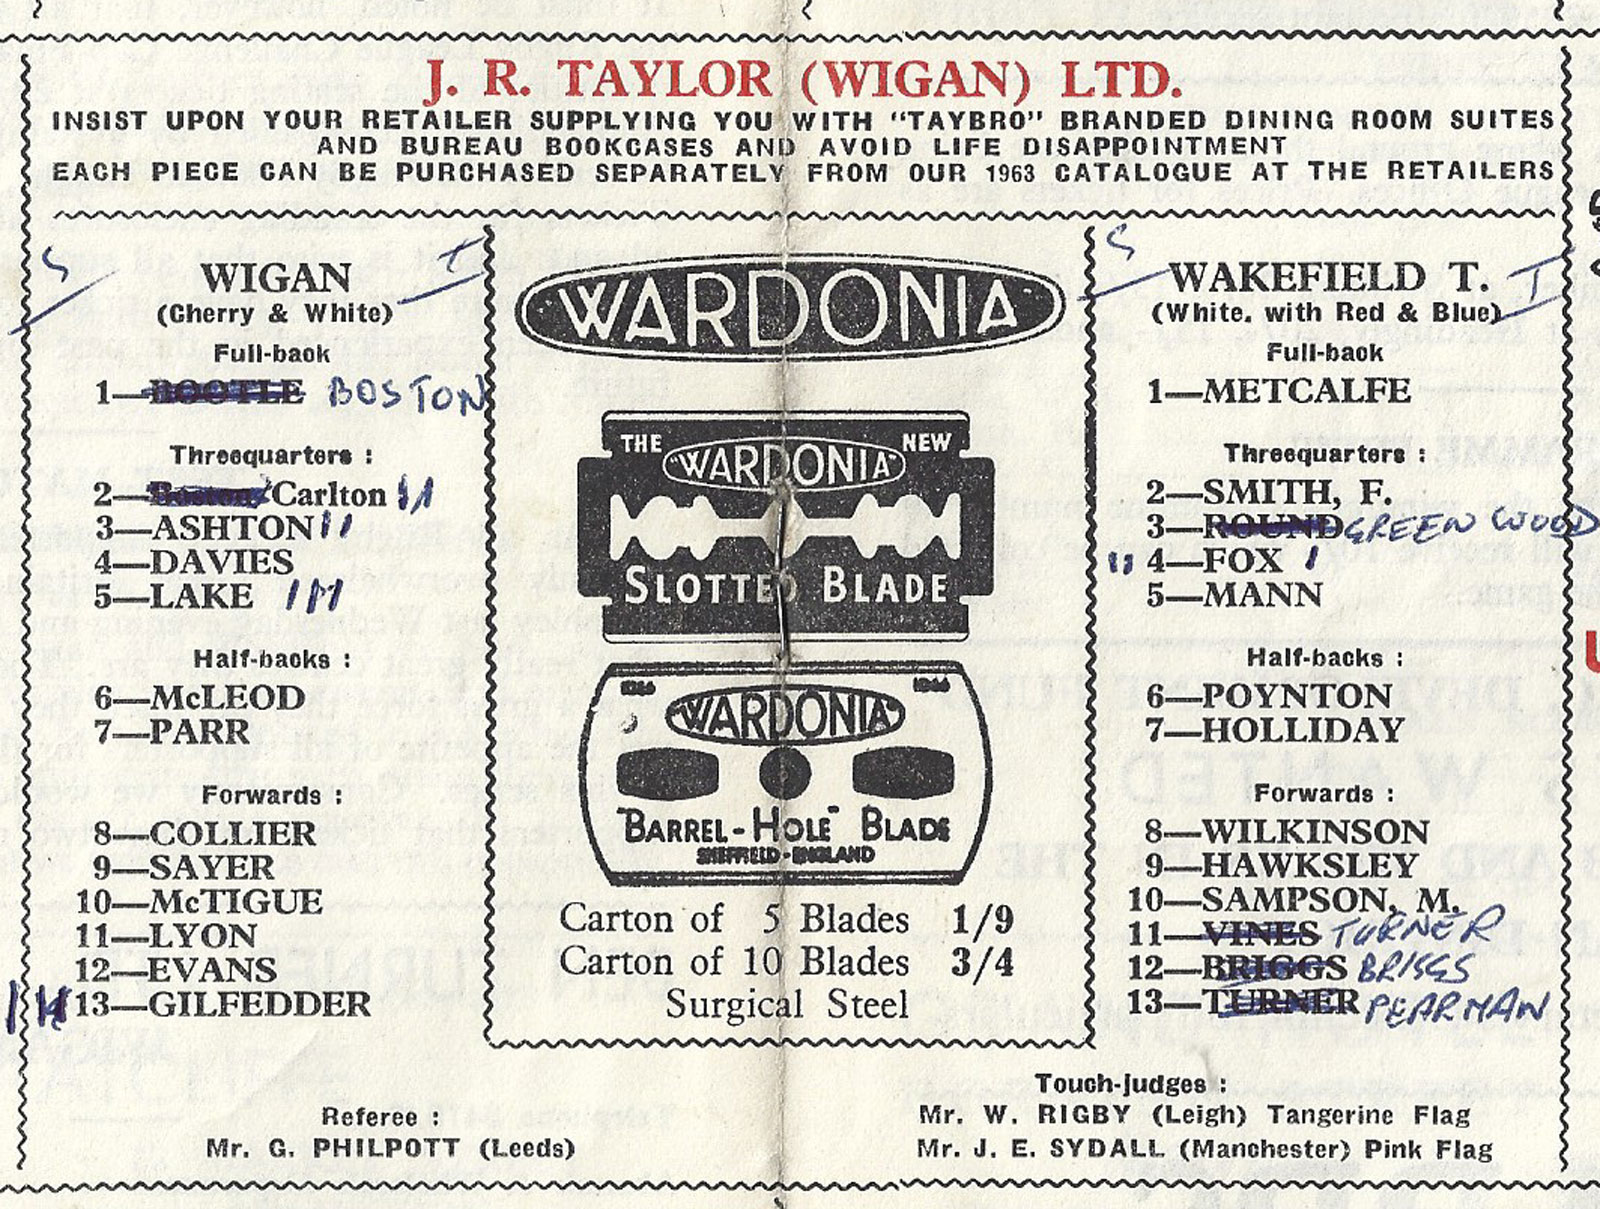 J. R. TAYLOR (WIGAN) LTD.
INSIST UPON YOUR RETAILER SUPPLYING YOU WITH "TAYBRO" BRANDED DINING ROOM SUITES
AND BUREAU BOOKCASES AND AVOID LIFE DISAPPOINTMENT
EACH PIECE CAN BE PURCHASED SEPARATELY FROM OUR 1963 CATALOGUE AT THE RETAILERS
S T
WIGAN
(Cherry & White)
Full-back
1—BOOTLE BOSTON
Threequarters :
2—Boston/Carlton
3—ASHTON
4—DAVIES
5—LAKE
Half-backs :
6—McLEOD
7—PARR
Forwards :
8—COLLIER
9—SAYER
10—McTIGUE
11—LYON
12—EVANS
13—GILFEDDER
Referee :
Mr. G. PHILPOTT (Leeds)
WARDONIA
THE NEW
"WARDONIA"
SLOTTED BLADE
WARDONIA
"BARREL-HOLE" BLADE
SHEFFIELD-ENGLAND
Carton of 5 Blades 1/9
Carton of 10 Blades 3/4
Surgical Steel
S T
WAKEFIELD T.
(White, with Red & Blue)
Full-back
1—METCALFE
Threequarters :
2—SMITH, F.
3—ROUND GREENWOOD
4—FOX
5—MANN
Half-backs :
6—POYNTON
7—HOLLIDAY
Forwards :
8—WILKINSON
9—HAWKSLEY
10—SAMPSON, M.
11—VINES TURNER
12—BRIGGS BRIGGS
13—TURNER PEARMAN
Touch-judges :
Mr. W. RIGBY (Leigh) Tangerine Flag
Mr. J. E. SYDALL (Manchester) Pink Flag